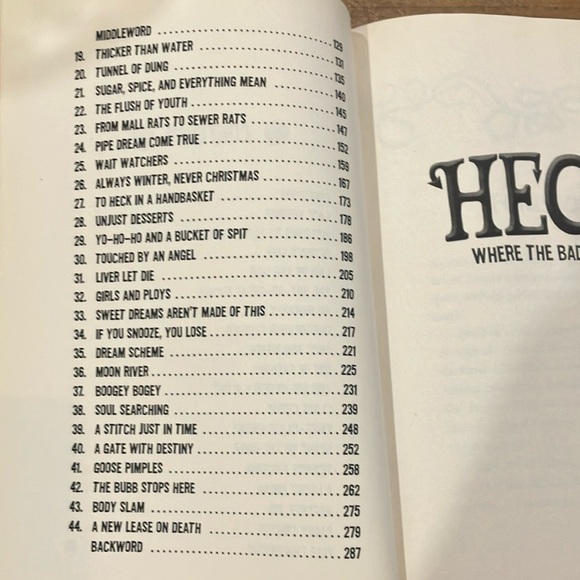 MIDDLEWORD ........ 129
19. THICKER THAN WATER ........ 131
20. TUNNEL OF DUNG ........ 135
21. SUGAR, SPICE, AND EVERYTHING MEAN ........ 140
22. THE FLUSH OF YOUTH ........ 145
23. FROM MALL RATS TO SEWER RATS ........ 147
24. PIPE DREAM COME TRUE ........ 152
25. WAIT WATCHERS ........ 159
26. ALWAYS WINTER, NEVER CHRISTMAS ........ 167
27. TO HECK IN A HANDBASKET ........ 173
28. UNJUST DESSERTS ........ 178
29. YO-HO-HO AND A BUCKET OF SPIT ........ 186
30. TOUCHED BY AN ANGEL ........ 198
31. LIVER LET DIE ........ 205
32. GIRLS AND PLOYS ........ 210
33. SWEET DREAMS AREN'T MADE OF THIS ........ 214
34. IF YOU SNOOZE, YOU LOSE ........ 217
35. DREAM SCHEME ........ 221
36. MOON RIVER ........ 225
37. BOOGEY BOGEY ........ 231
38. SOUL SEARCHING ........ 239
39. A STITCH JUST IN TIME ........ 248
40. A GATE WITH DESTINY ........ 252
41. GOOSE PIMPLES ........ 258
42. THE BUBB STOPS HERE ........ 262
43. BODY SLAM ........ 275
44. A NEW LEASE ON DEATH ........ 279
BACKWORD ........ 287
HEC
WHERE THE BAD